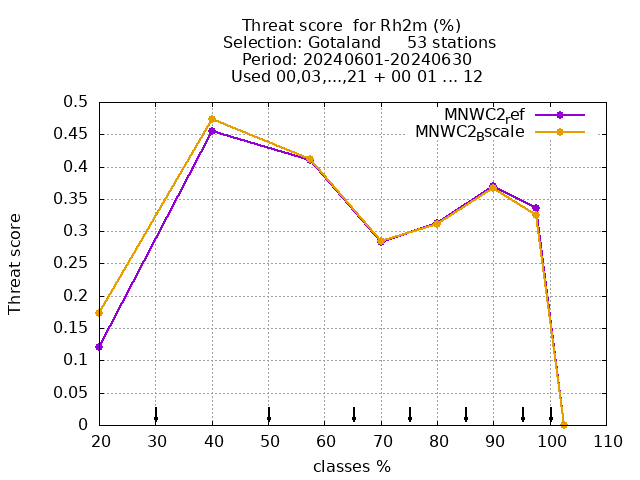 Threat score for Rh2m (%)
Selection: Gotaland 53 stations
Period: 20240601-20240630
Used 00,03,...,21 + 00 01 ... 12
MNWC2ref
MNWC2Bscale
0.5
0.45
0.4
0.35
0.3
0.25
0.2
0.15
0.1
0.05
0
Threat score
20 30 40 50 60 70 80 90 100 110
classes %